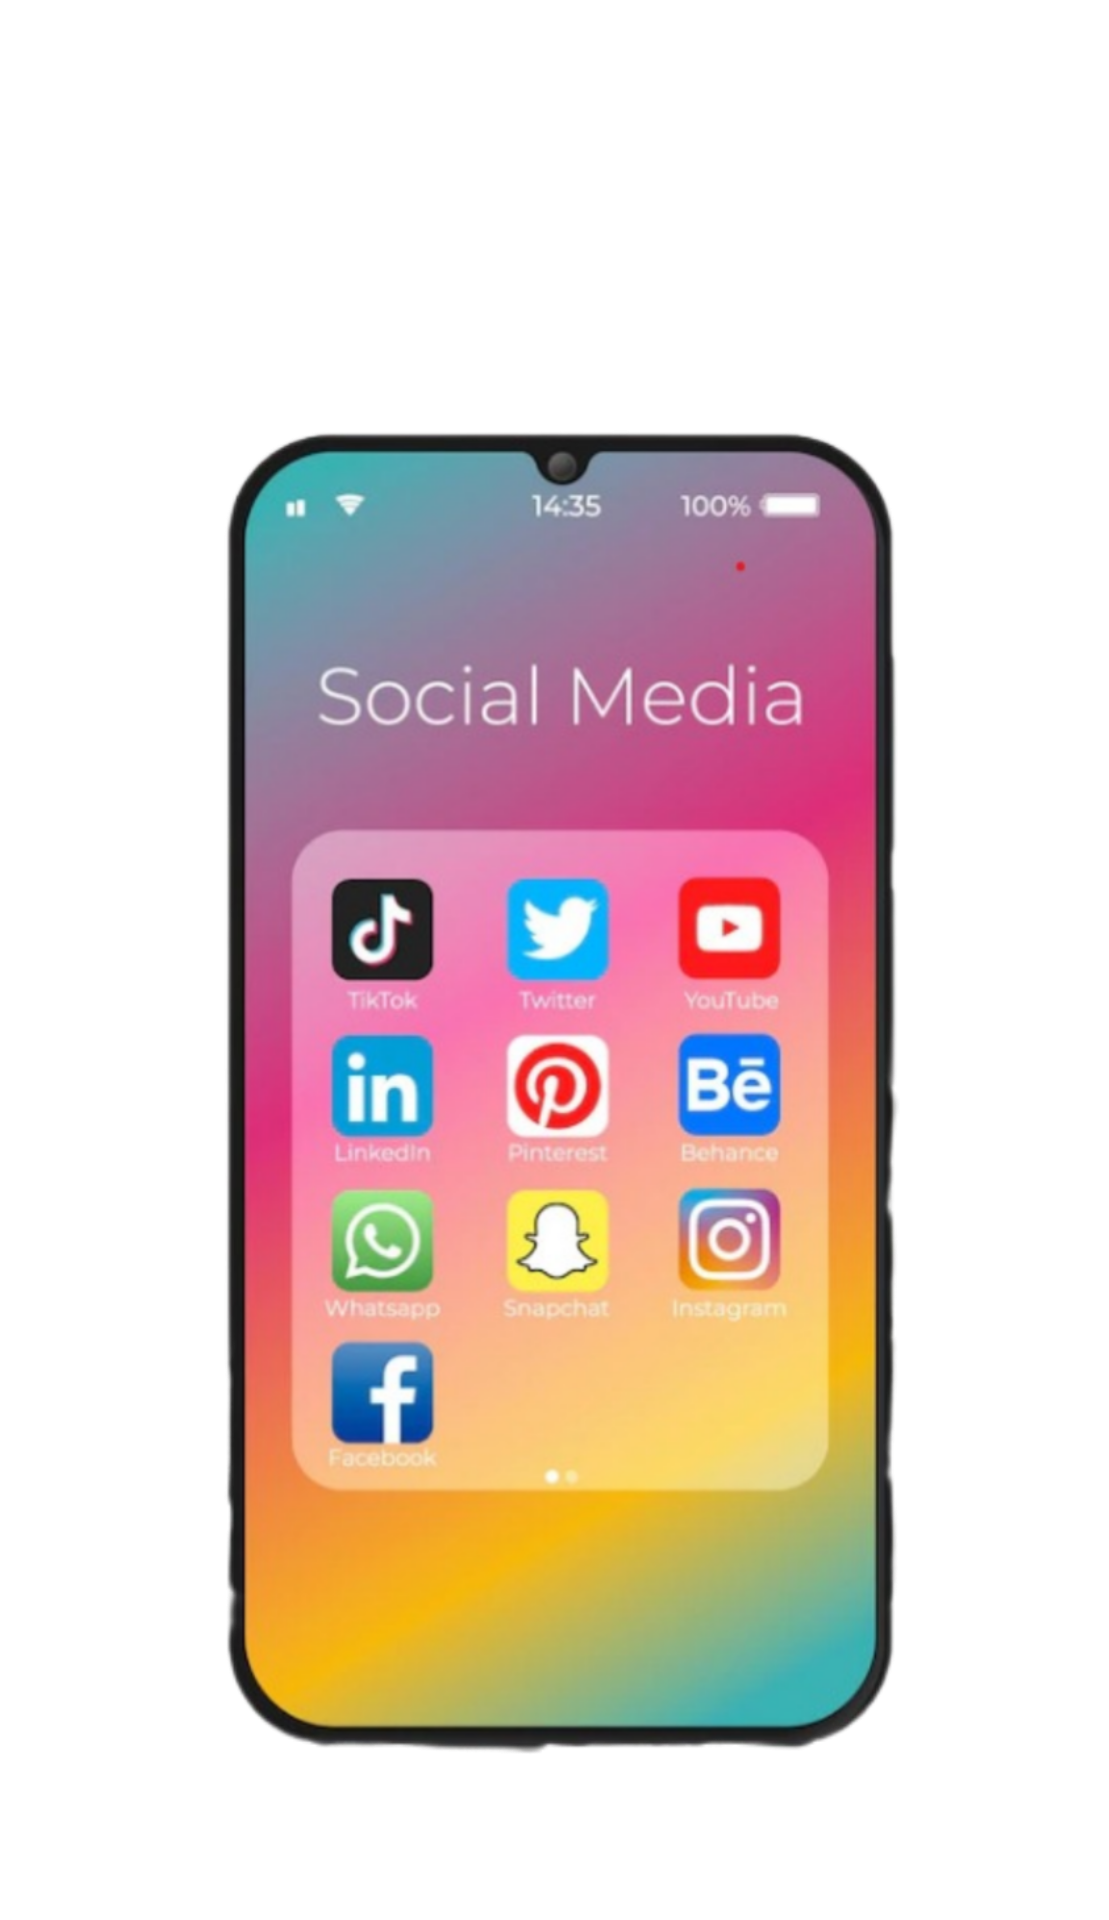 14:35 100%
Social Media
TikTok Twitter YouTube
in Bē
LinkedIn Pinterest Behance
Whatsapp Snapchat Instagram
f
Facebook